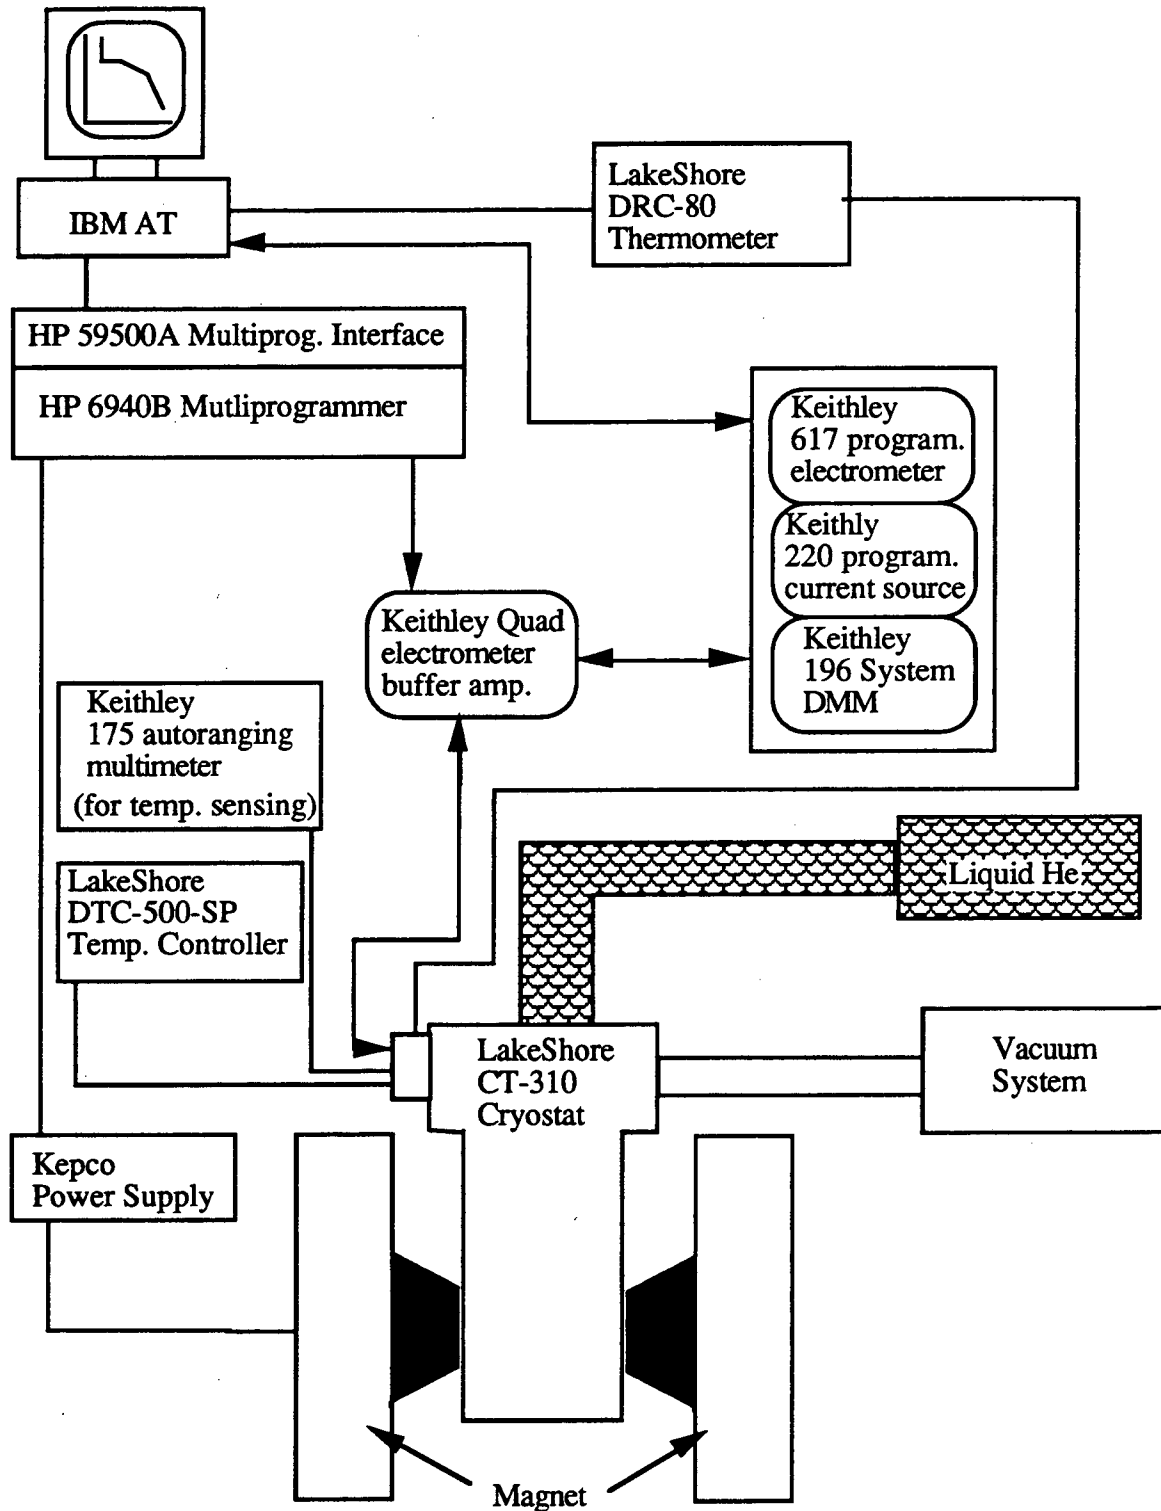 IBM AT
LakeShore
DRC-80
Thermometer
HP 59500A Multiprog. Interface
HP 6940B Mutliprogrammer
Keithley
617 program.
electrometer
Keithly
220 program.
current source
Keithley
196 System
DMM
Keithley Quad
electrometer
buffer amp.
Keithley
175 autoranging
multimeter
(for temp. sensing)
LakeShore
DTC-500-SP
Temp. Controller
Liquid He
LakeShore
CT-310
Cryostat
Vacuum
System
Kepco
Power Supply
Magnet